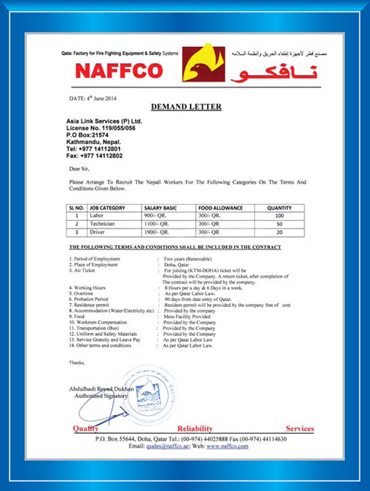 Qatar Factory for Fire Fighting Equipment & Safety Systems
مصنع قطر لأجهزة إطفاء الحريق وأنظمة السلامه
NAFFCO
نافكو
DATE: 4th June 2014
DEMAND LETTER
Asia Link Services (P) Ltd.
License No. 119/055/056
P.O Box:21574
Kathmandu, Nepal.
Tel: +977 14112801
Fax: +977 14112802
Dear Sir,
Please Arrange To Recruit The Nepali Workers For The Following Categories On The Terms And
Conditions Given Below.
SL NO. JOB CATEGORY SALARY BASIC FOOD ALLOWANCE QUANTITY
1 Labor 900/- QR. 300/- QR. 100
2 Technician 1100/- QR. 300/- QR 50
3 Driver 1900/- QR. 300/- QR 20
THE FOLLOWING TERMS AND CONDITIONS SHALL BE INCLUDED IN THE CONTRACT
1. Period of Employment : Two years (Renewable)
2. Place of Employment : Doha, Qatar
3. Air Ticket : For joining (KTM-DOHA) ticket will be
Provided by the Company. A return ticket, after completion of
The contract will be provided by the company.
4. Working Hours : 8 Hours per a day & 6 Days in a week.
5. Overtime : As per Qatar Labor Law.
6. Probation Period : 90 days from date entry of Qatar.
7. Residence permit : Resident permit will be provided by the company free of cost
8. Accommodation (Water/Electricity etc) : Provided by the company
9. Food : Mess Facility Provided
10. Workmen Compensation : Provided by the Company
11. Transportation (Bus) : Provided by the Company
12. Uniform and Safety Materials : Provided by the Company
13. Service Gratuity and Leave Pay : As per Qatar Labor Law
14. Other terms and conditions : As per Qatar Labor Law
Thanks,
Abdulhadi Dukhan
Authorized Signatory
Quality Reliability Services
P.O. Box 55644, Doha, Qatar Tel.: (00-974) 44025888 Fax (00-974) 44114630
Email: qsales@naffco.ae; Web: www.naffco.com